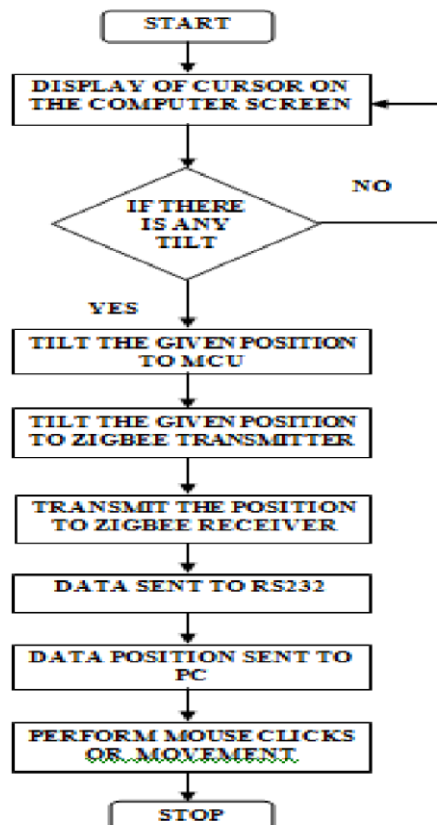 START
DISPLAY OF CURSOR ON
THE COMPUTER SCREEN
NO
IF THERE
IS ANY
TILT
YES
TILT THE GIVEN POSITION
TO MCU
TILT THE GIVEN POSITION
TO ZIGBEE TRANSMITTER
TRANSMIT THE POSITION
TO ZIGBEE RECEIVER
DATA SENT TO RS232
DATA POSITION SENT TO
PC
PERFORM MOUSE CLICKS
OR MOVEMENT
STOP